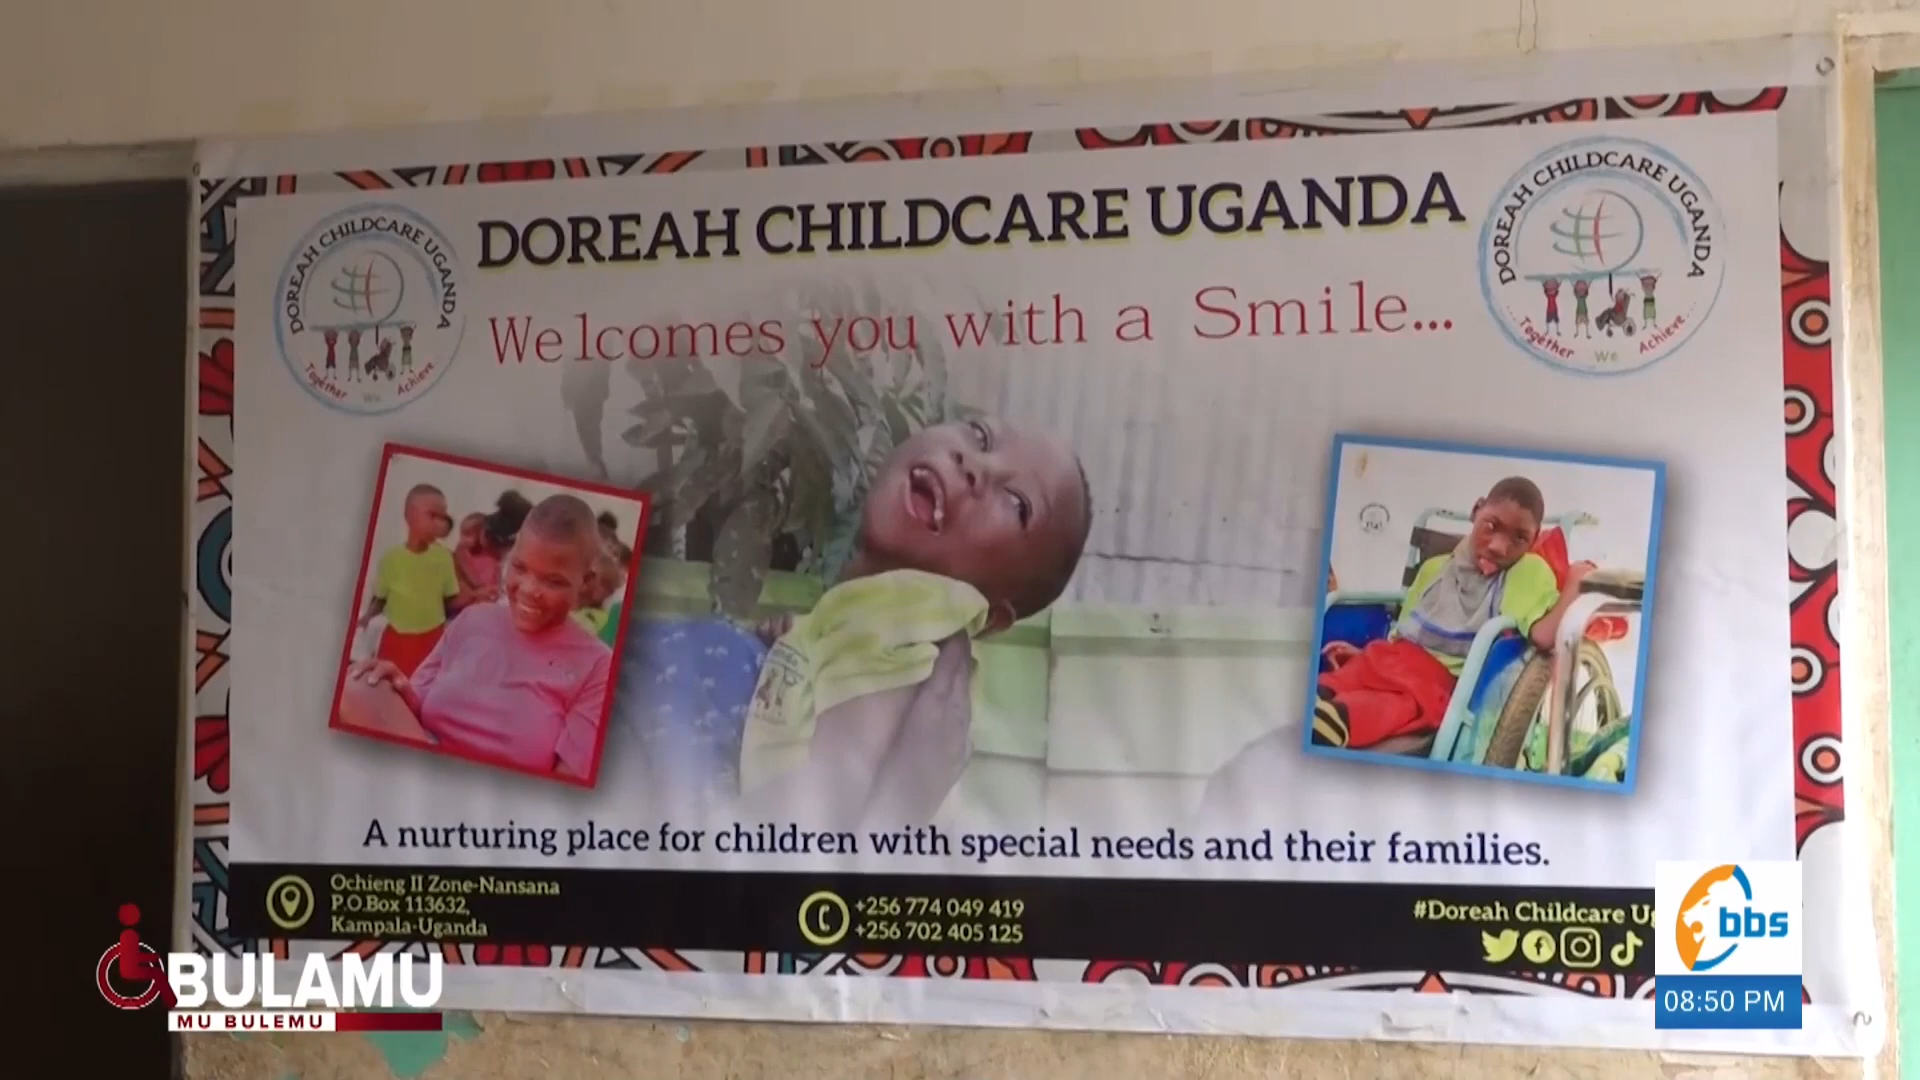 DOREAH CHILDCARE UGANDA
Together We Achieve
DOREAH CHILDCARE UGANDA
Welcomes you with a Smile...
DOREAH CHILDCARE UGANDA
Together We Achieve
A nurturing place for children with special needs and their families.
Ochieng II Zone-Nansana
P.O.Box 113632,
Kampala-Uganda
+256 774 049 419
+256 702 405 125
#Doreah Childcare
BULAMU
MU BULEMU
bbs
08:50 PM